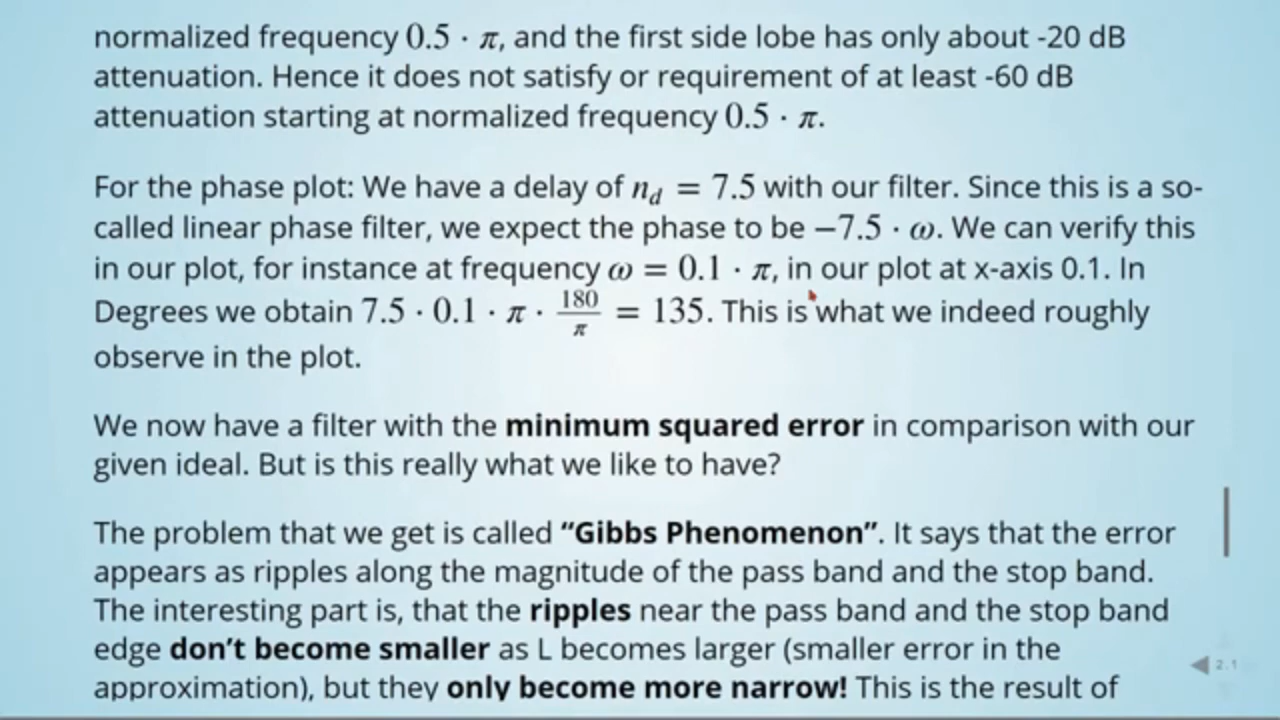 normalized frequency 0.5 · π, and the first side lobe has only about -20 dB
attenuation. Hence it does not satisfy or requirement of at least -60 dB
attenuation starting at normalized frequency 0.5 · π.
For the phase plot: We have a delay of n_d = 7.5 with our filter. Since this is a so-
called linear phase filter, we expect the phase to be −7.5 · ω. We can verify this
in our plot, for instance at frequency ω = 0.1 · π, in our plot at x-axis 0.1. In
Degrees we obtain 7.5 · 0.1 · π · 180/π = 135. This is what we indeed roughly
observe in the plot.
We now have a filter with the minimum squared error in comparison with our
given ideal. But is this really what we like to have?
The problem that we get is called “Gibbs Phenomenon”. It says that the error
appears as ripples along the magnitude of the pass band and the stop band.
The interesting part is, that the ripples near the pass band and the stop band
edge don’t become smaller as L becomes larger (smaller error in the
approximation), but they only become more narrow! This is the result of
2.1